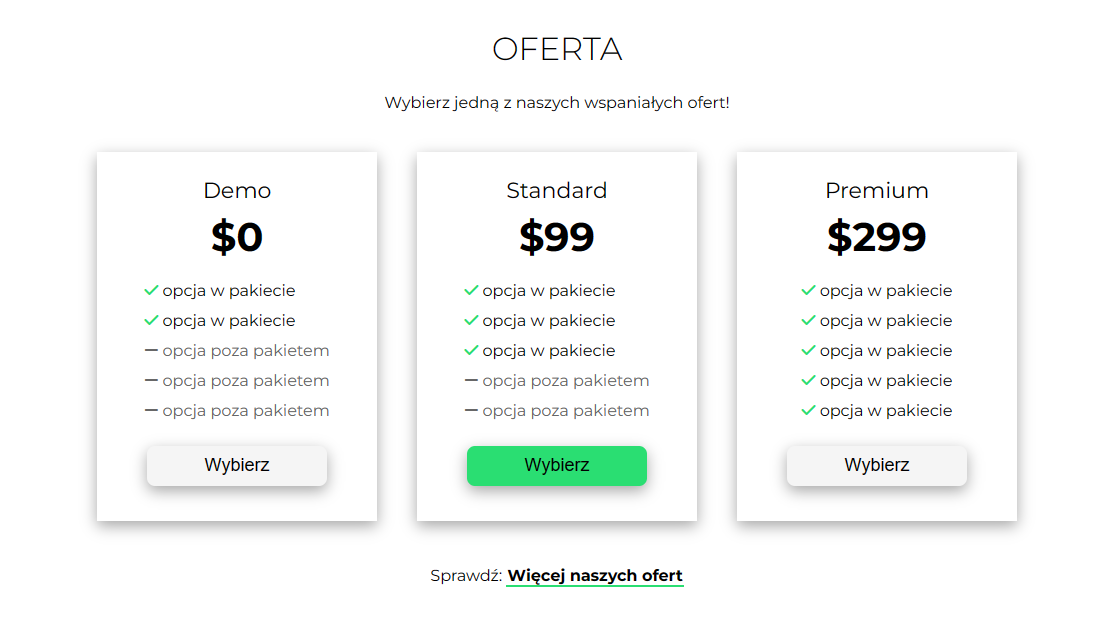 OFERTA
Wybierz jedną z naszych wspaniałych ofert!
Demo
$0
opcja w pakiecie
opcja w pakiecie
opcja poza pakietem
opcja poza pakietem
opcja poza pakietem
Wybierz
Standard
$99
opcja w pakiecie
opcja w pakiecie
opcja w pakiecie
opcja poza pakietem
opcja poza pakietem
Wybierz
Premium
$299
opcja w pakiecie
opcja w pakiecie
opcja w pakiecie
opcja w pakiecie
opcja w pakiecie
Wybierz
Sprawdź: Więcej naszych ofert